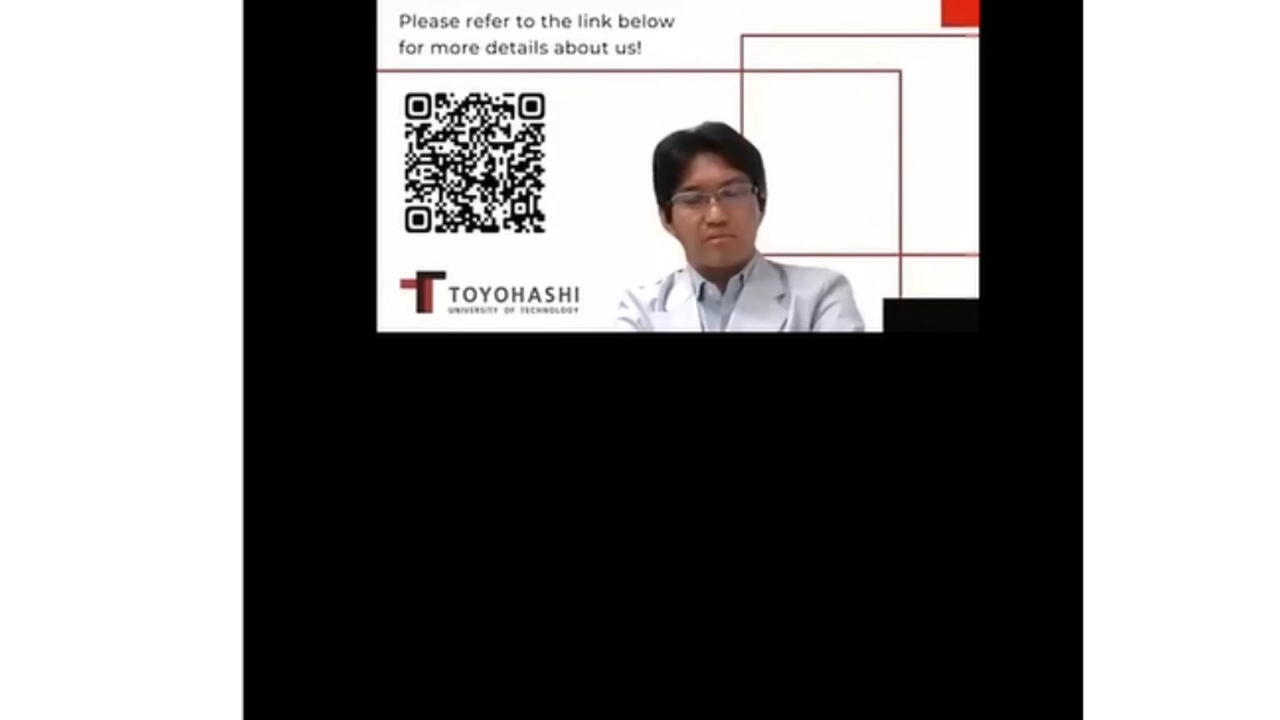 Please refer to the link below
for more details about us!
TOYOHASHI
UNIVERSITY OF TECHNOLOGY